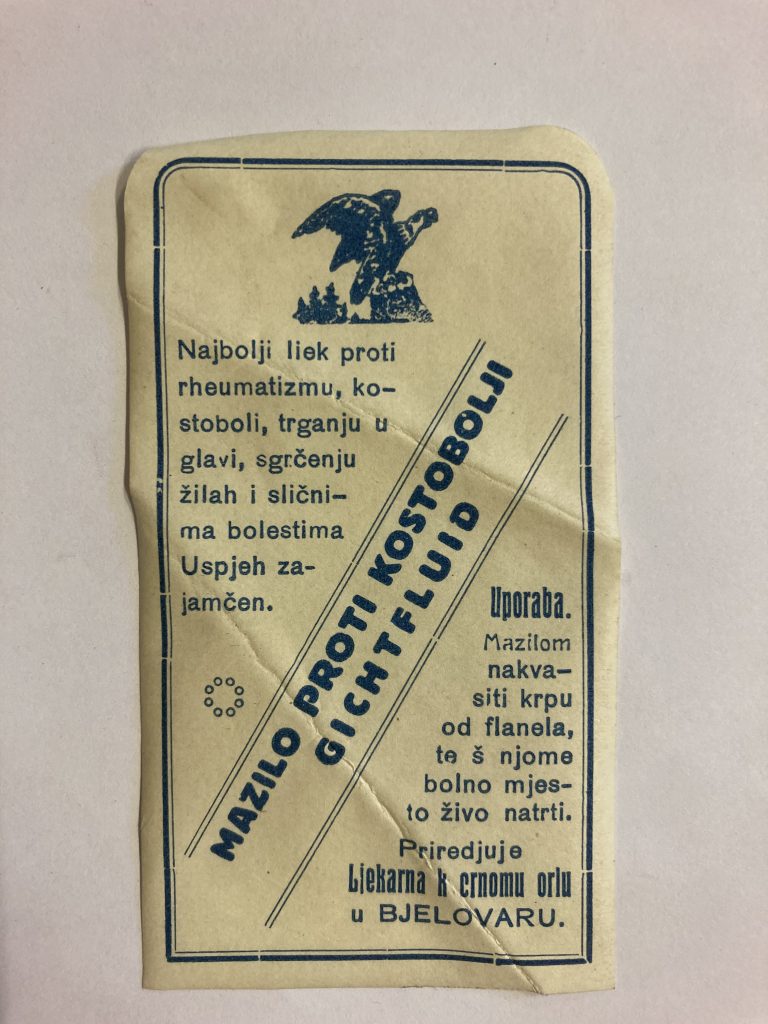 Najbolji liek proti
rheumatizmu, ko-
stoboli, trganju u
glavi, sgrčenju
žilah i slični-
ma bolestima
Uspjeh za-
jamčen.
MAZILO PROTI KOSTOBOLJI
GICHTFLUID
Uporaba.
Mazilom
nakva-
siti krpu
od flanela,
te š njome
bolno mjes-
to živo natrti.
Priredjuje
Ljekarna k crnomu orlu
u BJELOVARU.